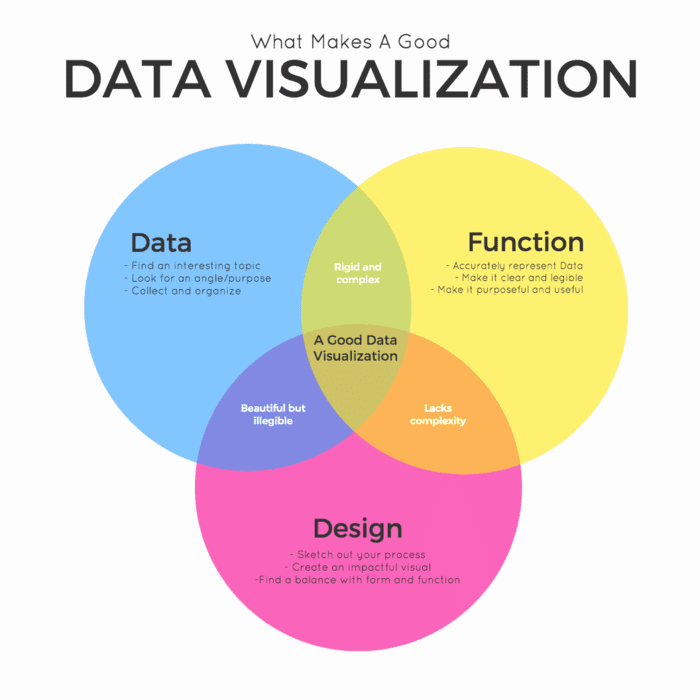 What Makes A Good
DATA VISUALIZATION
Data
- Find an interesting topic
- Look for an angle/purpose
- Collect and organize
Function
- Accurately represent Data
- Make it clear and legible
- Make it purposeful and useful
Rigid and
complex
A Good Data
Visualization
Beautiful but
illegible
Lacks
complexity
Design
- Sketch out your process
- Create an impactful visual
-Find a balance with form and function